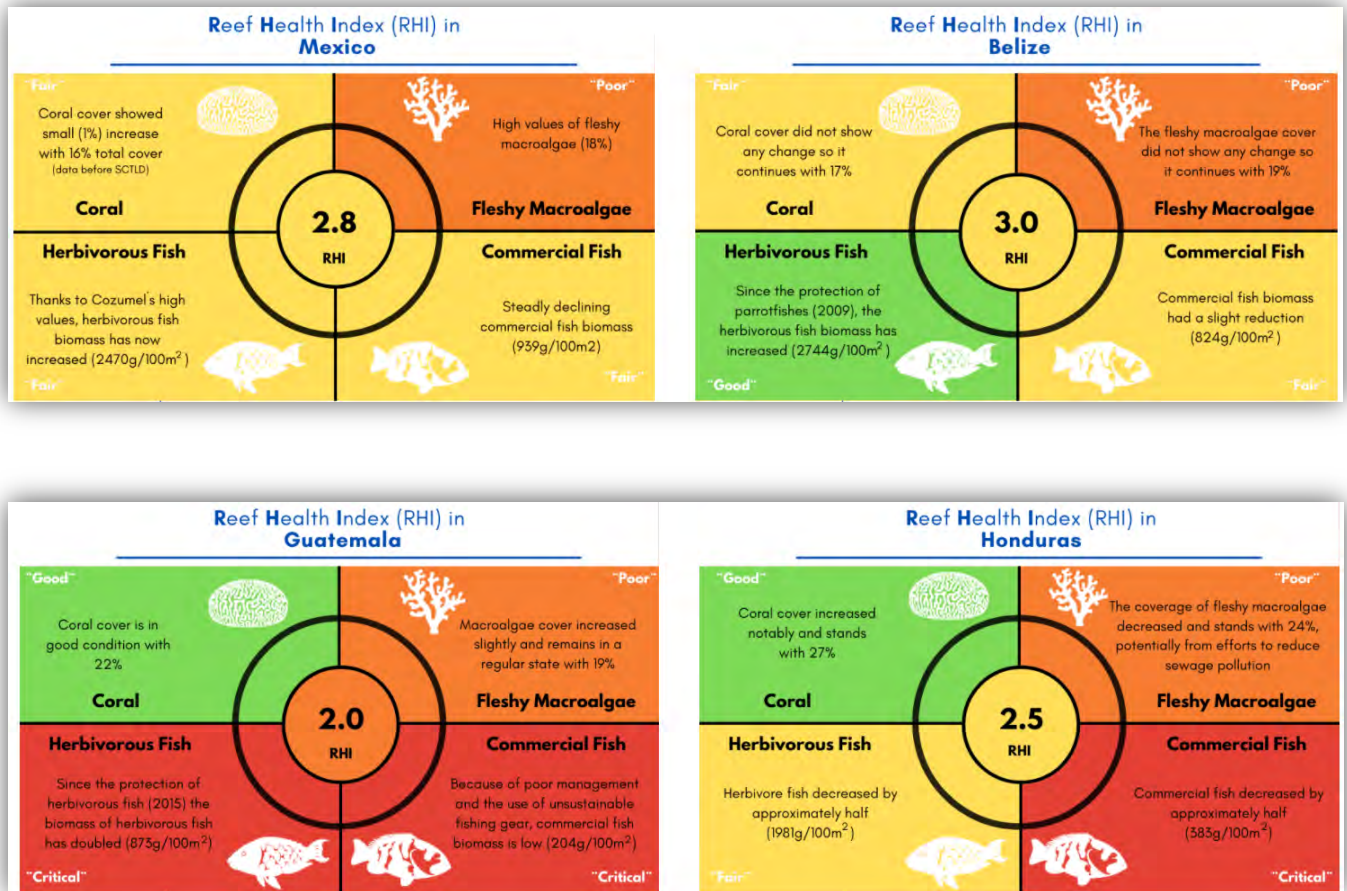 Reef Health Index (RHI) in
Mexico
"Fair"
Coral cover showed
small (1%) increase
with 16% total cover
(data before SCTLD)
Coral
"Poor"
High values of fleshy
macroalgae (18%)
Fleshy Macroalgae
2.8
RHI
Herbivorous Fish
Thanks to Cozumel's high
values, herbivorous fish
biomass has now
increased (2470g/100m²)
"Fair"
Commercial Fish
Steadily declining
commercial fish biomass
(939g/100m2)
"Fair"
Reef Health Index (RHI) in
Belize
"Fair"
Coral cover did not show
any change so it
continues with 17%
Coral
"Poor"
The fleshy macroalgae cover
did not show any change so
it continues with 19%
Fleshy Macroalgae
3.0
RHI
Herbivorous Fish
Since the protection of
parrotfishes (2009), the
herbivorous fish biomass has
increased (2744g/100m²)
"Good"
Commercial Fish
Commercial fish biomass
had a slight reduction
(824g/100m²)
"Fair"
Reef Health Index (RHI) in
Guatemala
"Good"
Coral cover is in
good condition with
22%
Coral
"Poor"
Macroalgae cover increased
slightly and remains in a
regular state with 19%
Fleshy Macroalgae
2.0
RHI
Herbivorous Fish
Since the protection of
herbivorous fish (2015) the
biomass of herbivorous fish
has doubled (873g/100m²)
"Critical"
Commercial Fish
Because of poor management
and the use of unsustainable
fishing gear, commercial fish
biomass is low (204g/100m²)
"Critical"
Reef Health Index (RHI) in
Honduras
"Good"
Coral cover increased
notably and stands
with 27%
Coral
"Poor"
The coverage of fleshy macroalgae
decreased and stands with 24%,
potentially from efforts to reduce
sewage pollution
Fleshy Macroalgae
2.5
RHI
Herbivorous Fish
Herbivore fish decreased by
approximately half
(1981g/100m²)
"Fair"
Commercial Fish
Commercial fish decreased by
approximately half
(383g/100m²)
"Critical"